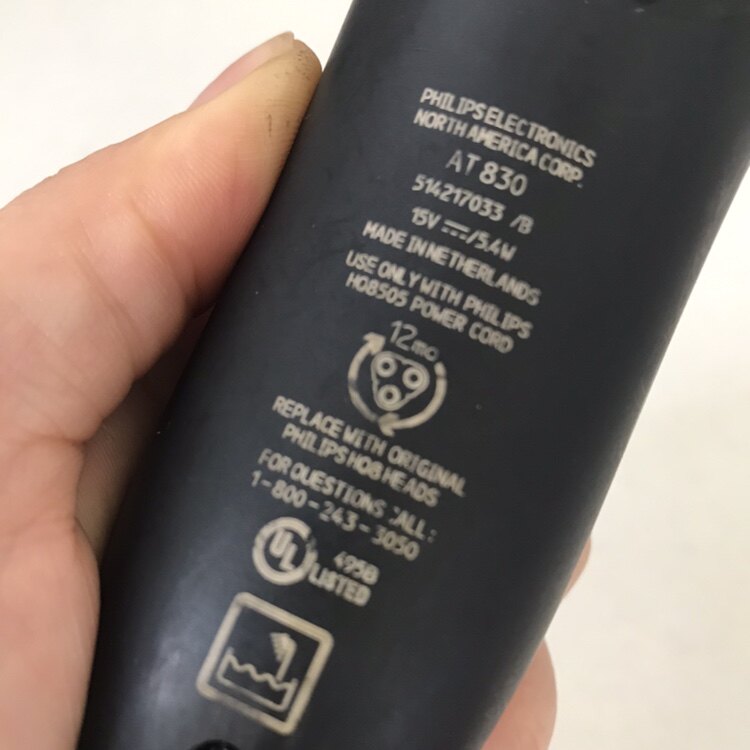 PHILIPS ELECTRONICS
NORTH AMERICA CORP.
AT 830
514217033 /B
15V ⎓/5.4W
MADE IN NETHERLANDS
USE ONLY WITH PHILIPS
HQ8505 POWER CORD
12mo
REPLACE WITH ORIGINAL
PHILIPS HQ8 HEADS
FOR QUESTIONS CALL:
1-800-243-3050
UL
495B
LISTED